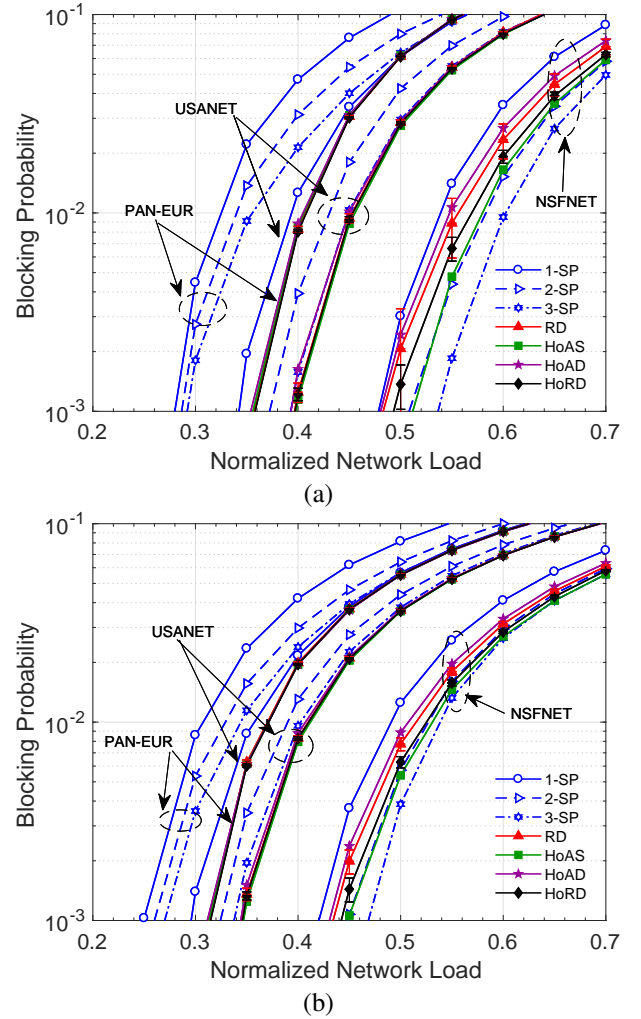 10^-1
10^-2
10^-3
Blocking Probability
USANET
PAN-EUR
NSFNET
1-SP
2-SP
3-SP
RD
HoAS
HoAD
HoRD
0.2 0.3 0.4 0.5 0.6 0.7
Normalized Network Load
(a)
10^-1
10^-2
10^-3
Blocking Probability
USANET
PAN-EUR
NSFNET
1-SP
2-SP
3-SP
RD
HoAS
HoAD
HoRD
0.2 0.3 0.4 0.5 0.6 0.7
Normalized Network Load
(b)